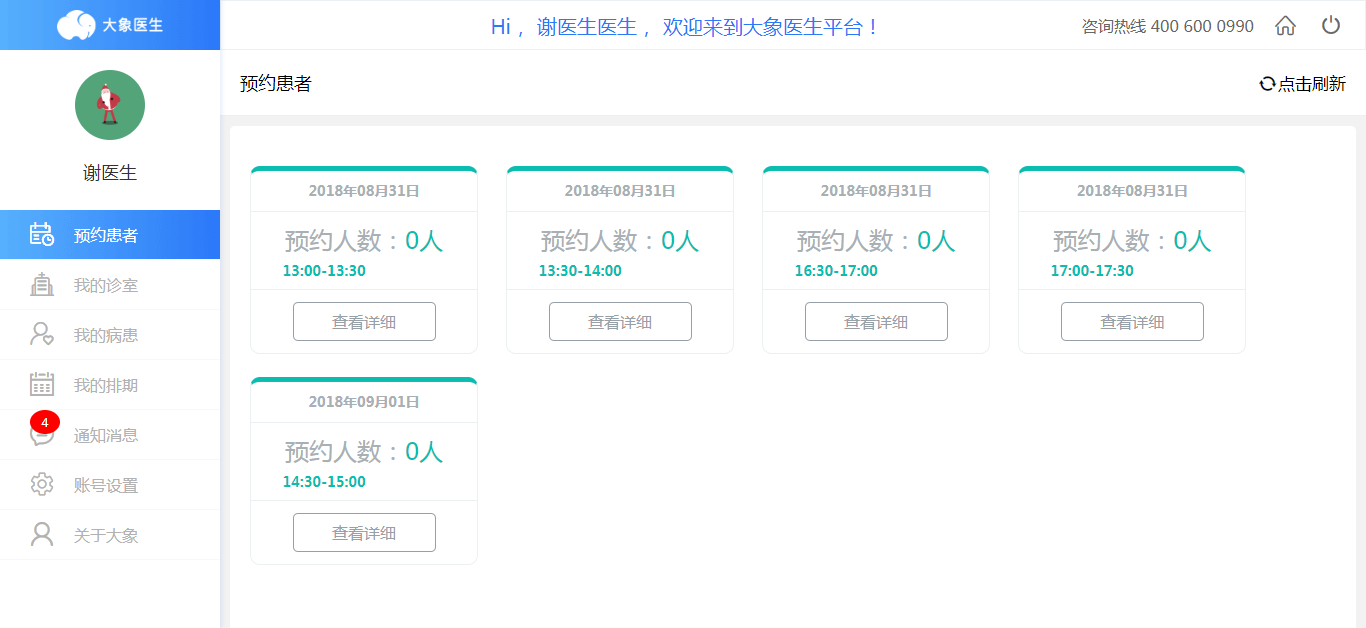 大象医生
Hi ， 谢医生医生 ， 欢迎来到大象医生平台！
咨询热线 400 600 0990
谢医生
预约患者
我的诊室
我的病患
我的排期
4
通知消息
账号设置
关于大象
预约患者
点击刷新
2018年08月31日
预约人数：0人
13:00-13:30
查看详细
2018年08月31日
预约人数：0人
13:30-14:00
查看详细
2018年08月31日
预约人数：0人
16:30-17:00
查看详细
2018年08月31日
预约人数：0人
17:00-17:30
查看详细
2018年09月01日
预约人数：0人
14:30-15:00
查看详细